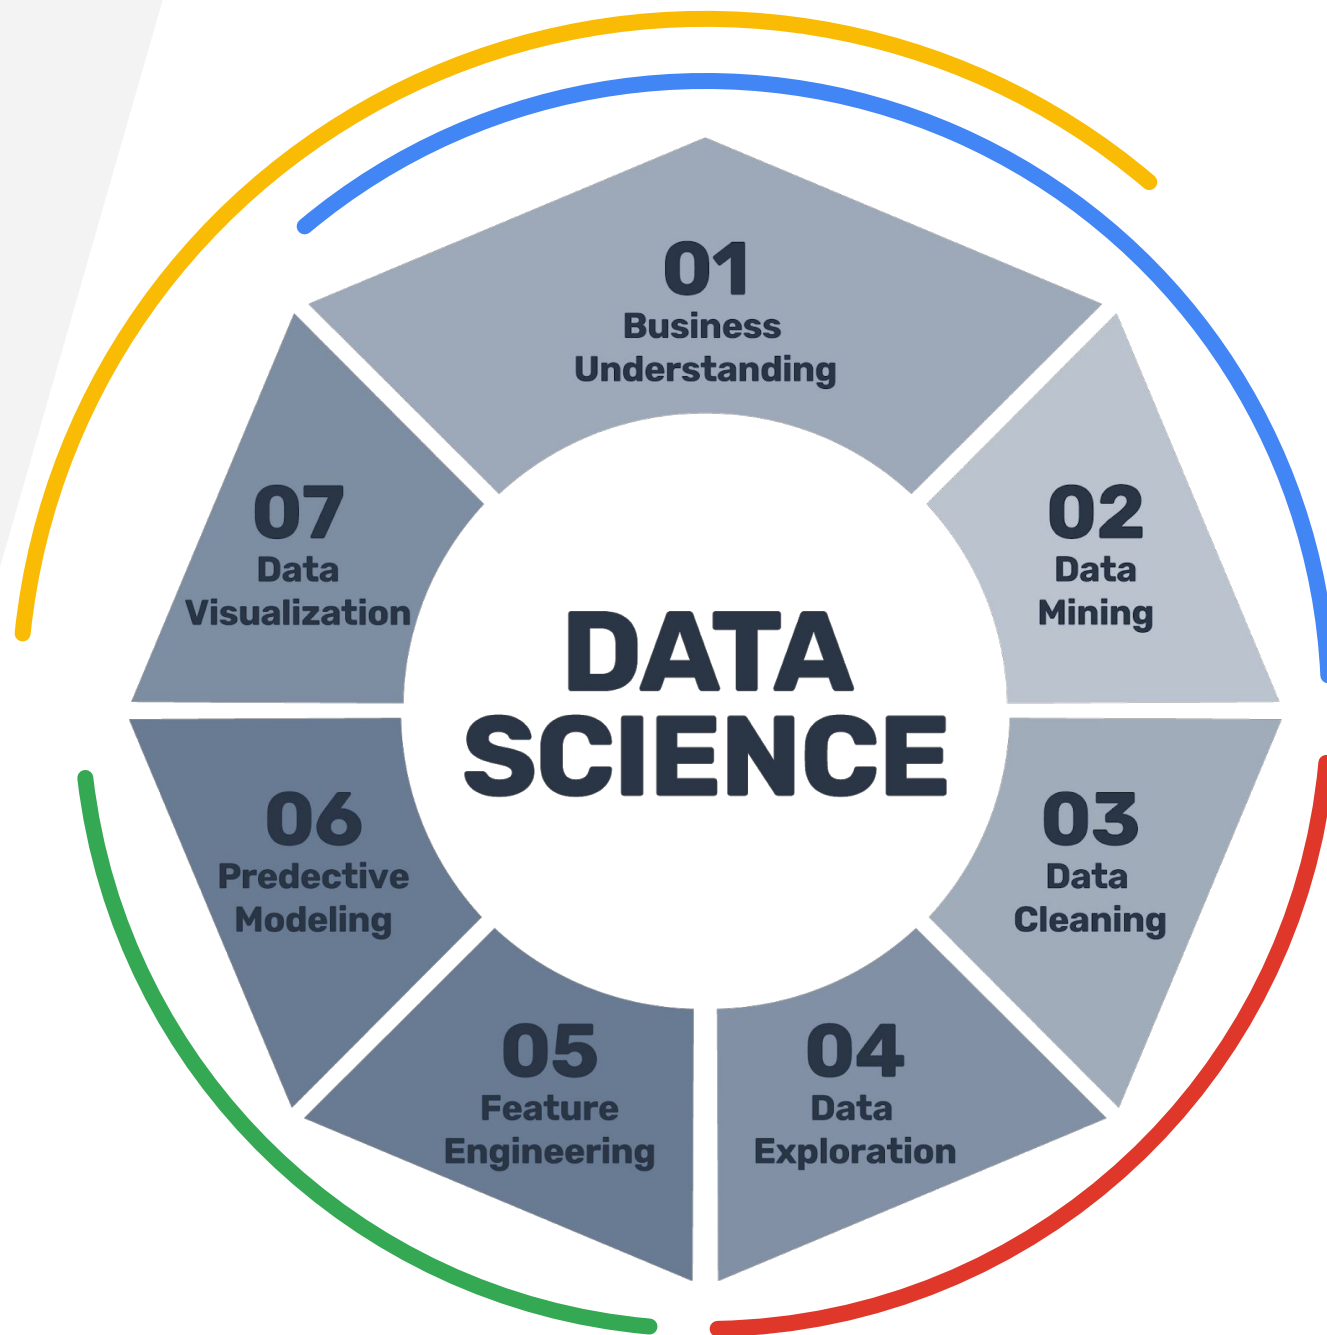 01
Business
Understanding
02
Data
Mining
03
Data
Cleaning
04
Data
Exploration
05
Feature
Engineering
06
Predective
Modeling
07
Data
Visualization
DATA
SCIENCE